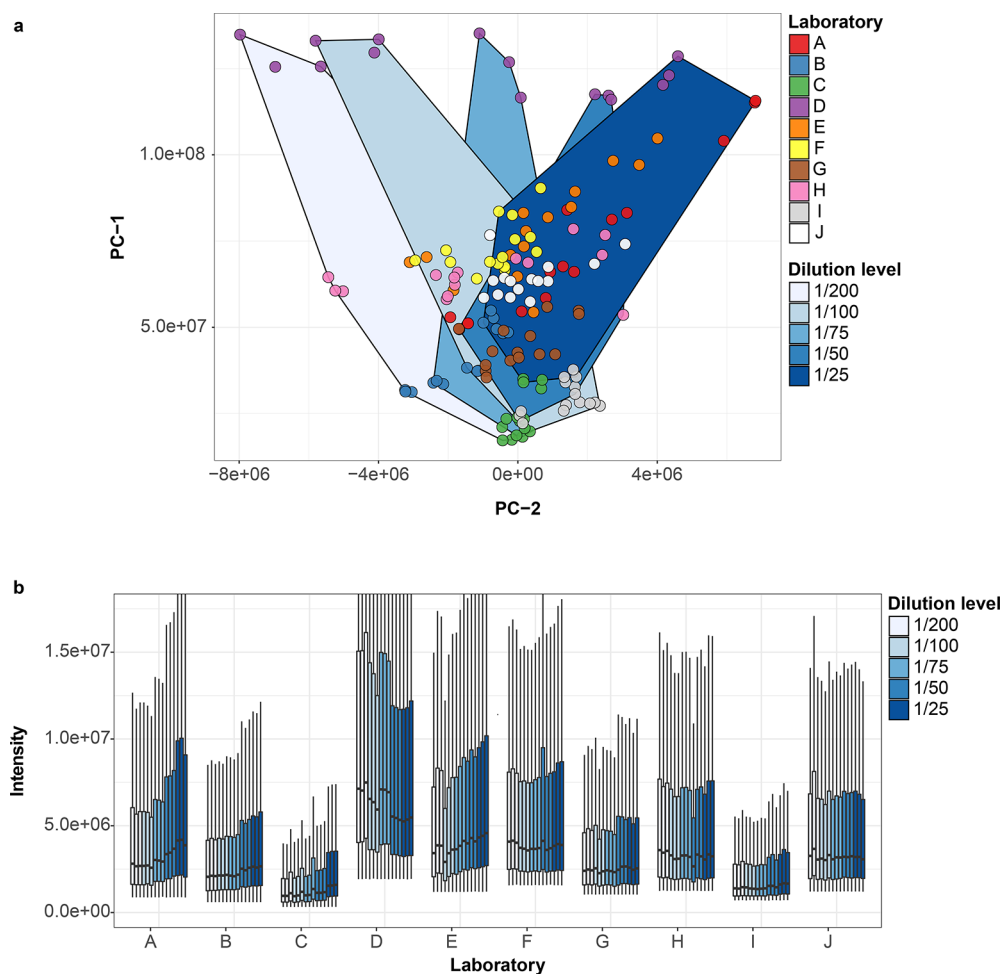 a
Laboratory
A
B
C
D
E
F
G
H
I
J
Dilution level
1/200
1/100
1/75
1/50
1/25
PC−1
1.0e+08
5.0e+07
−8e+06 −4e+06 0e+00 4e+06
PC−2
b
Dilution level
1/200
1/100
1/75
1/50
1/25
Intensity
1.5e+07
1.0e+07
5.0e+06
0.0e+00
A B C D E F G H I J
Laboratory